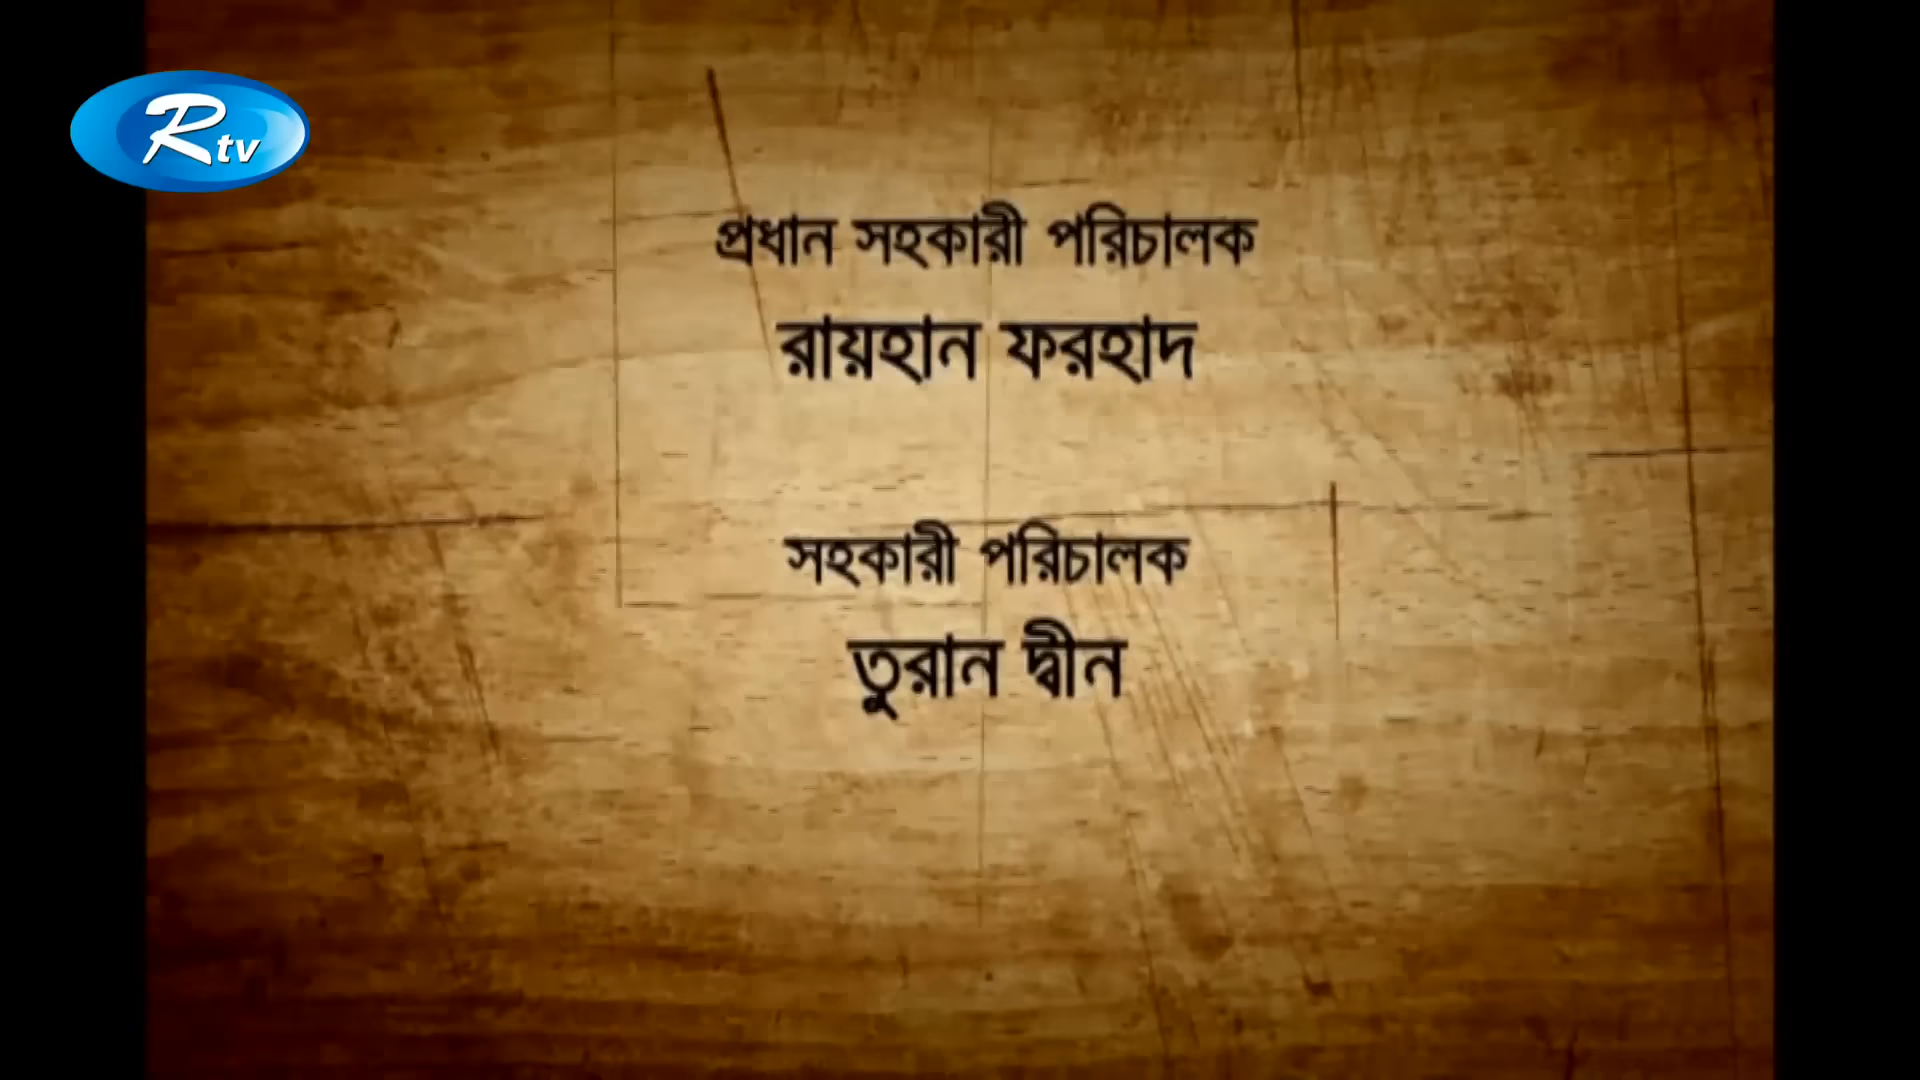 Rtv
প্রধান সহকারী পরিচালক
রায়হান ফরহাদ
সহকারী পরিচালক
তুরান দ্বীন